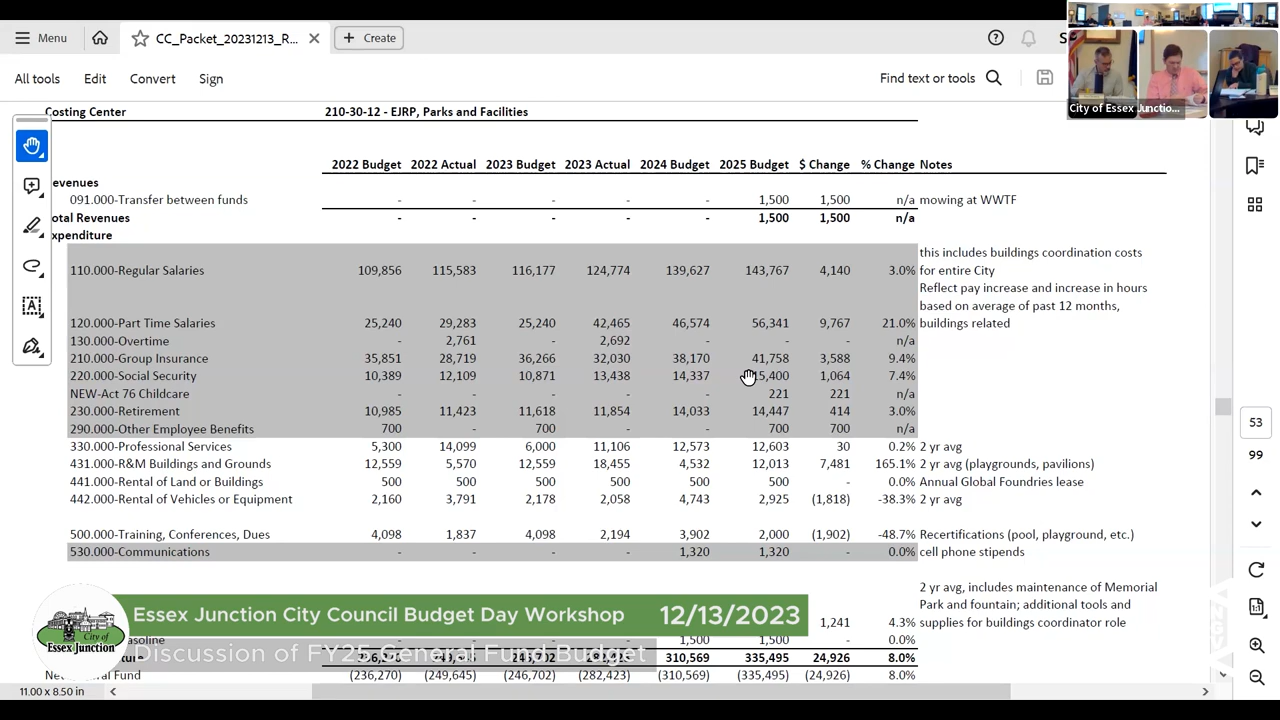 Menu CC_Packet_20231213_R... Create
All tools Edit Convert Sign Find text or tools
City of Essex Junctio...
Costing Center 210-30-12 - EJRP, Parks and Facilities
2022 Budget 2022 Actual 2023 Budget 2023 Actual 2024 Budget 2025 Budget $ Change % Change Notes
evenues
091.000-Transfer between funds - - - - - 1,500 1,500 n/a mowing at WWTF
otal Revenues - - - - - 1,500 1,500 n/a
xpenditure
this includes buildings coordination costs
110.000-Regular Salaries 109,856 115,583 116,177 124,774 139,627 143,767 4,140 3.0% for entire City
Reflect pay increase and increase in hours
based on average of past 12 months,
120.000-Part Time Salaries 25,240 29,283 25,240 42,465 46,574 56,341 9,767 21.0% buildings related
130.000-Overtime - 2,761 - 2,692 - - - n/a
210.000-Group Insurance 35,851 28,719 36,266 32,030 38,170 41,758 3,588 9.4%
220.000-Social Security 10,389 12,109 10,871 13,438 14,337 15,400 1,064 7.4%
NEW-Act 76 Childcare - - - - - 221 221 n/a
230.000-Retirement 10,985 11,423 11,618 11,854 14,033 14,447 414 3.0%
290.000-Other Employee Benefits 700 - 700 - - 700 700 n/a
330.000-Professional Services 5,300 14,099 6,000 11,106 12,573 12,603 30 0.2% 2 yr avg
431.000-R&M Buildings and Grounds 12,559 5,570 12,559 18,455 4,532 12,013 7,481 165.1% 2 yr avg (playgrounds, pavilions)
441.000-Rental of Land or Buildings 500 500 500 500 500 500 - 0.0% Annual Global Foundries lease
442.000-Rental of Vehicles or Equipment 2,160 3,791 2,178 2,058 4,743 2,925 (1,818) -38.3% 2 yr avg
500.000-Training, Conferences, Dues 4,098 1,837 4,098 2,194 3,902 2,000 (1,902) -48.7% Recertifications (pool, playground, etc.)
530.000-Communications - - - - 1,320 1,320 - 0.0% cell phone stipends
2 yr avg, includes maintenance of Memorial
Park and fountain; additional tools and
1,241 4.3% supplies for buildings coordinator role
1,500 1,500 - 0.0%
310,569 335,495 24,926 8.0%
Fund (236,270) (249,645) (246,702) (282,423) (310,569) (335,495) (24,926) 8.0%
City of
Essex Junction
Essex Junction City Council Budget Day Workshop 12/13/2023
Discussion of FY25 General Fund Budget
53
99
11.00 x 8.50 in